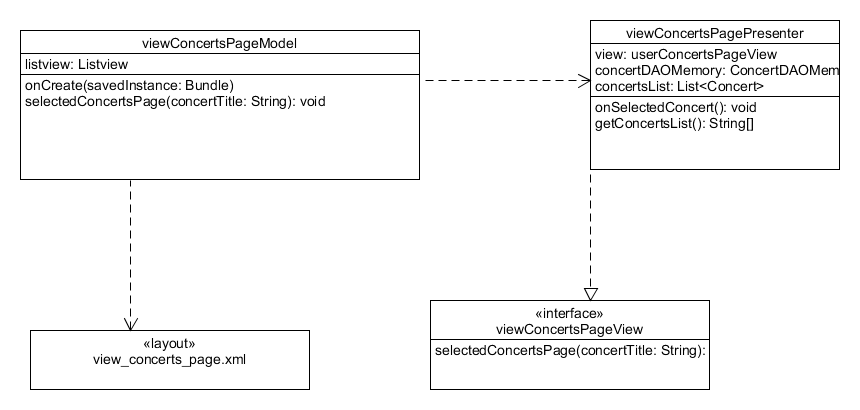 viewConcertsPageModel
listview: Listview
onCreate(savedInstance: Bundle)
selectedConcertsPage(concertTitle: String): void
viewConcertsPagePresenter
view: userConcertsPageView
concertDAOMemory: ConcertDAOMem
concertsList: List<Concert>
onSelectedConcert(): void
getConcertsList(): String[]
«layout»
view_concerts_page.xml
«interface»
viewConcertsPageView
selectedConcertsPage(concertTitle: String):